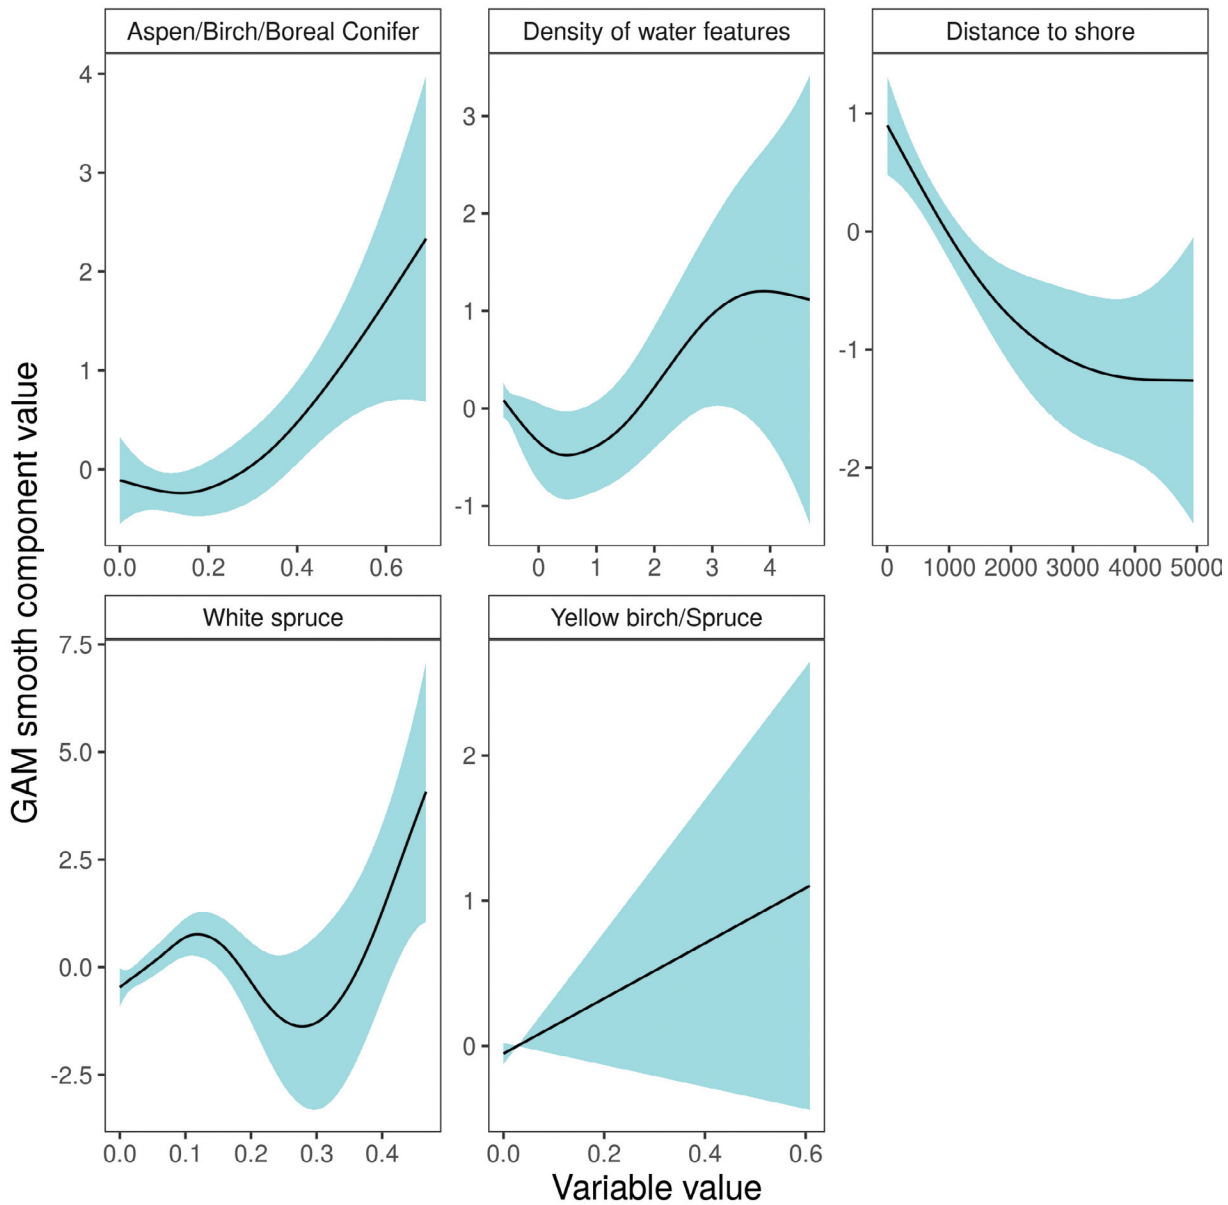 Aspen/Birch/Boreal Conifer
4
3
2
1
0
0.0 0.2 0.4 0.6
Density of water features
3
2
1
0
-1
0 1 2 3 4
Distance to shore
1
0
-1
-2
0 1000 2000 3000 4000 5000
GAM smooth component value
White spruce
7.5
5.0
2.5
0.0
-2.5
0.0 0.1 0.2 0.3 0.4
Yellow birch/Spruce
2
1
0
0.0 0.2 0.4 0.6
Variable value